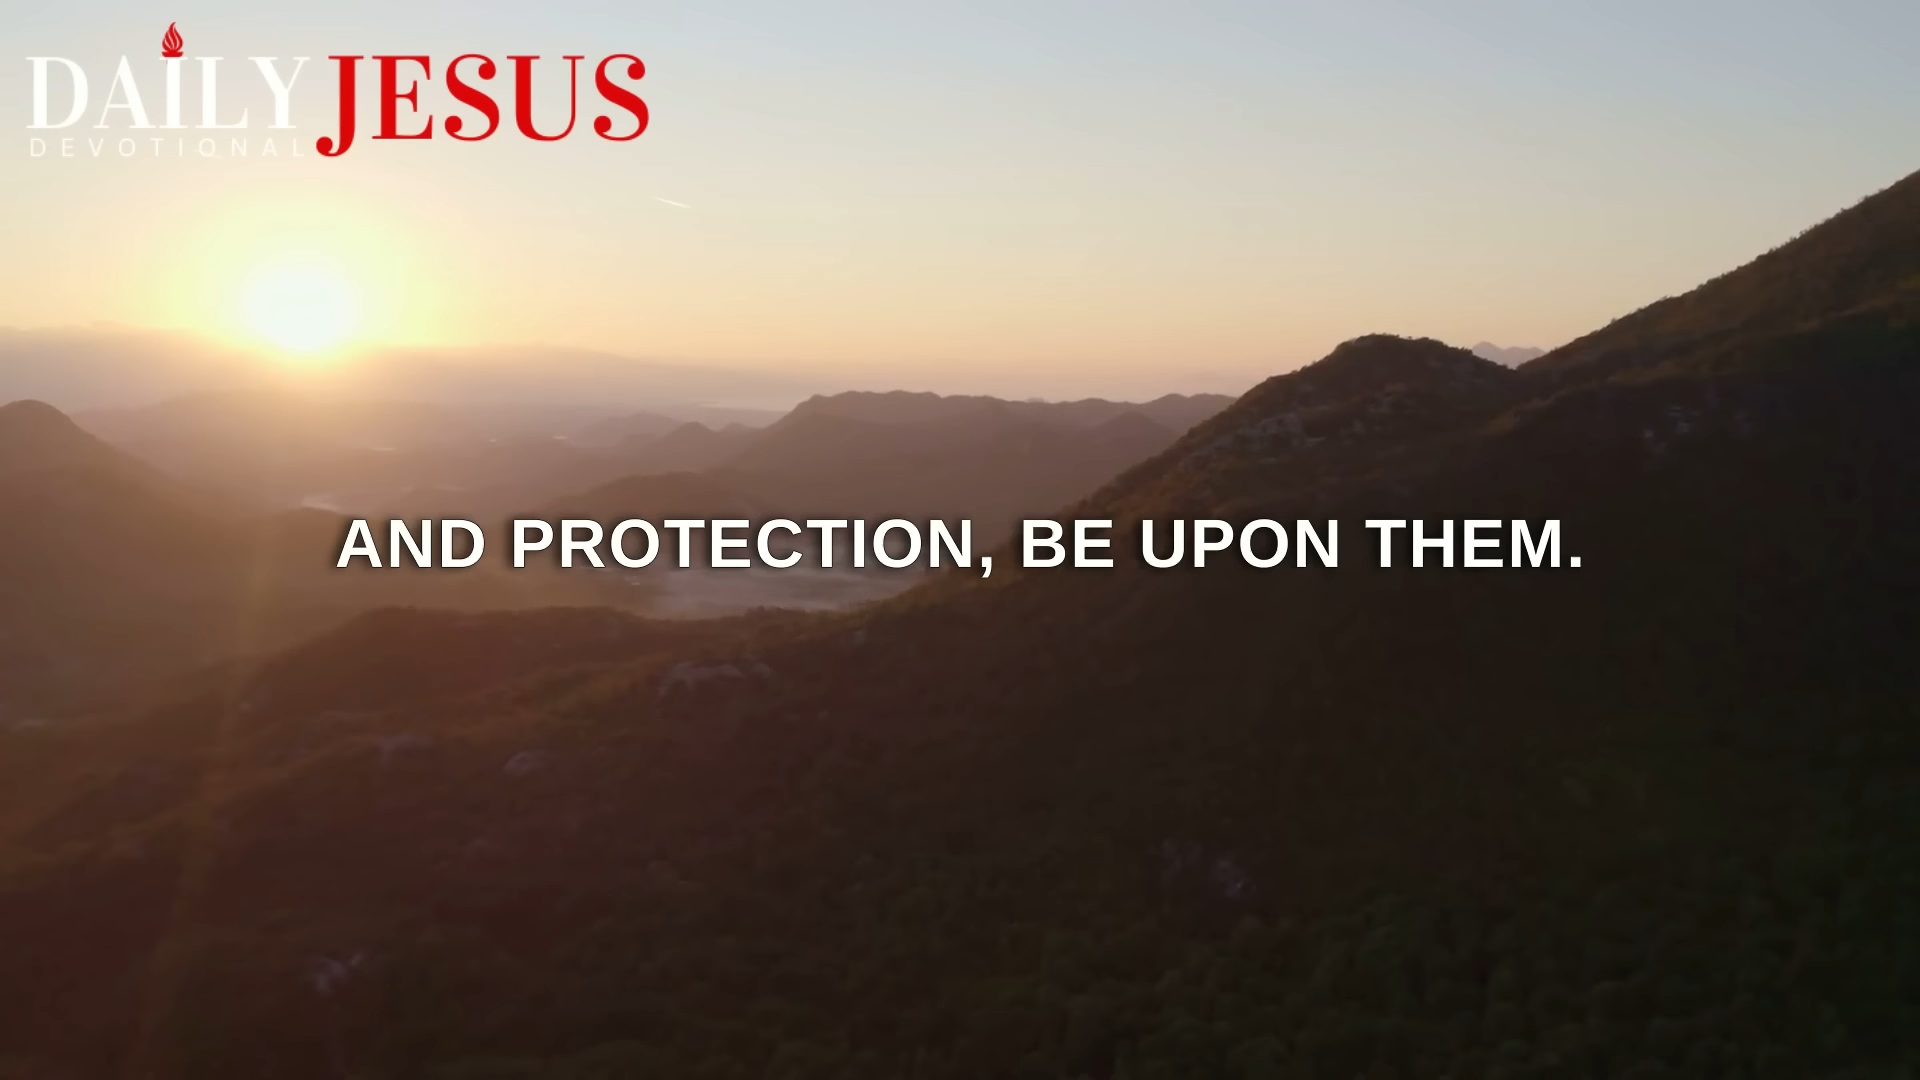 DAILY JESUS
DEVOTIONAL
AND PROTECTION, BE UPON THEM.